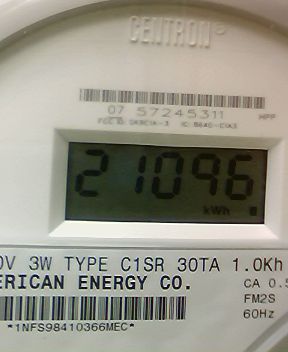 CENTRON®
07 57245311
21096
kWh
0V 3W TYPE C1SR 30TA 1.0Kh
ERICAN ENERGY CO.
CA 0.5
FM2S
60Hz
*1NFS98410366MEC*